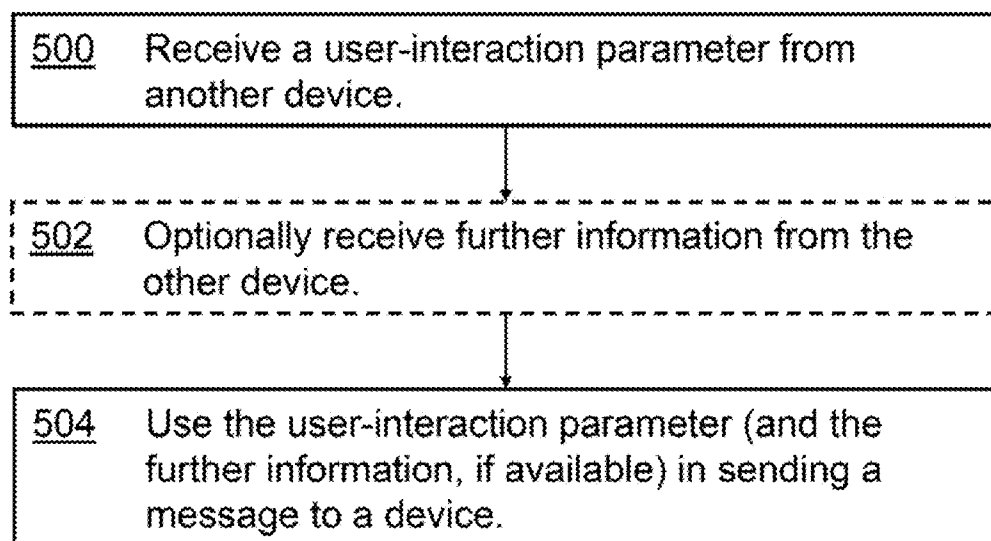 500 Receive a user-interaction parameter from
another device.
502 Optionally receive further information from the
other device.
504 Use the user-interaction parameter (and the
further information, if available) in sending a
message to a device.